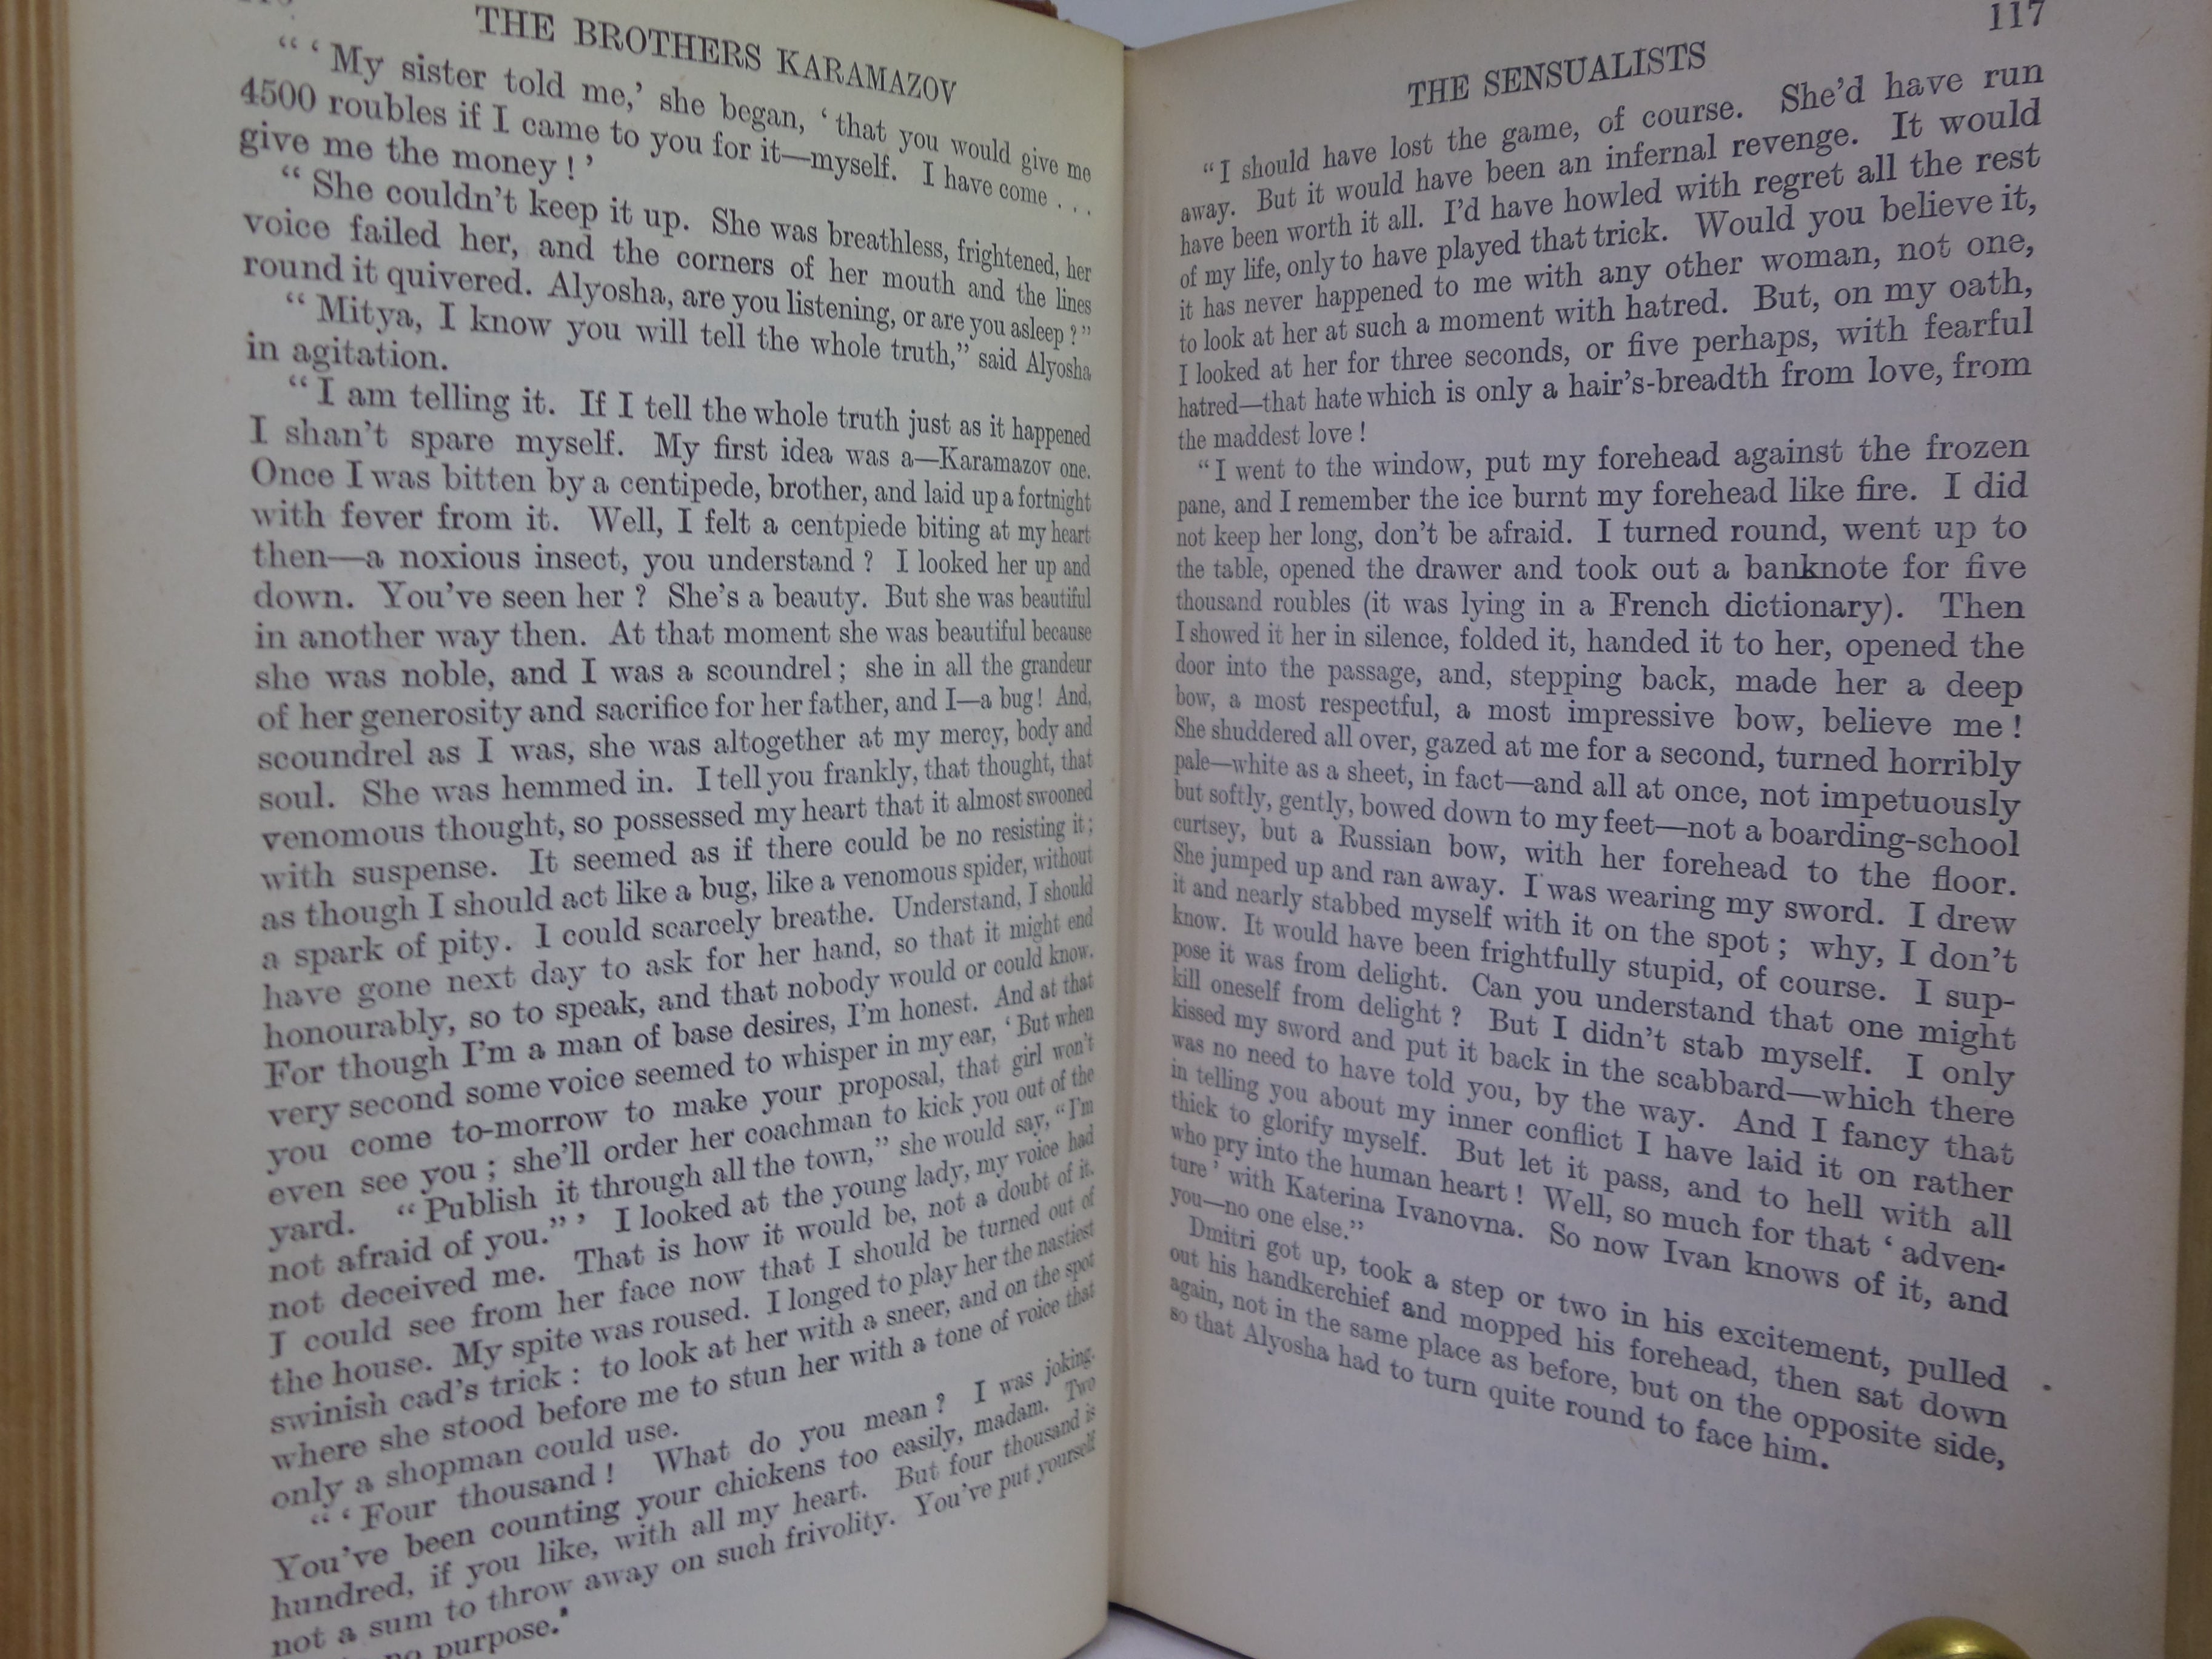 THE BROTHERS KARAMAZOV
“ ‘ My sister told me,’ she began, ‘ that you would give me
4500 roubles if I came to you for it—myself. I have come . . .
give me the money ! ’
“ She couldn’t keep it up. She was breathless, frightened, her
voice failed her, and the corners of her mouth and the lines
round it quivered. Alyosha, are you listening, or are you asleep ? ”
“ Mitya, I know you will tell the whole truth,” said Alyosha
in agitation.
“ I am telling it. If I tell the whole truth just as it happened
I shan’t spare myself. My first idea was a—Karamazov one.
Once I was bitten by a centipede, brother, and laid up a fortnight
with fever from it. Well, I felt a centpiede biting at my heart
then—a noxious insect, you understand ? I looked her up and
down. You’ve seen her ? She’s a beauty. But she was beautiful
in another way then. At that moment she was beautiful because
she was noble, and I was a scoundrel ; she in all the grandeur
of her generosity and sacrifice for her father, and I—a bug ! And,
scoundrel as I was, she was altogether at my mercy, body and
soul. She was hemmed in. I tell you frankly, that thought, that
venomous thought, so possessed my heart that it almost swooned
with suspense. It seemed as if there could be no resisting it ;
as though I should act like a bug, like a venomous spider, without
a spark of pity. I could scarcely breathe. Understand, I should
have gone next day to ask for her hand, so that it might end
honourably, so to speak, and that nobody would or could know.
For though I’m a man of base desires, I’m honest. And at that
very second some voice seemed to whisper in my ear, ‘ But when
you come to-morrow to make your proposal, that girl won’t
even see you ; she’ll order her coachman to kick you out of the
yard. “ Publish it through all the town,” she would say, “ I’m
not afraid of you.” ’ I looked at the young lady, my voice had
not deceived me. That is how it would be, not a doubt of it.
I could see from her face now that I should be turned out of
the house. My spite was roused. I longed to play her the nastiest
swinish cad’s trick : to look at her with a sneer, and on the spot
where she stood before me to stun her with a tone of voice that
only a shopman could use.
“ ‘ Four thousand ! What do you mean ? I was joking.
You’ve been counting your chickens too easily, madam. Two
hundred, if you like, with all my heart. But four thousand is
not a sum to throw away on such frivolity. You’ve put yourself
no purpose.’
117
THE SENSUALISTS
“ I should have lost the game, of course. She’d have run
away. But it would have been an infernal revenge. It would
have been worth it all. I’d have howled with regret all the rest
of my life, only to have played that trick. Would you believe it,
it has never happened to me with any other woman, not one,
to look at her at such a moment with hatred. But, on my oath,
I looked at her for three seconds, or five perhaps, with fearful
hatred—that hate which is only a hair’s-breadth from love, from
the maddest love !
“ I went to the window, put my forehead against the frozen
pane, and I remember the ice burnt my forehead like fire. I did
not keep her long, don’t be afraid. I turned round, went up to
the table, opened the drawer and took out a banknote for five
thousand roubles (it was lying in a French dictionary). Then
I showed it her in silence, folded it, handed it to her, opened the
door into the passage, and, stepping back, made her a deep
bow, a most respectful, a most impressive bow, believe me !
She shuddered all over, gazed at me for a second, turned horribly
pale—white as a sheet, in fact—and all at once, not impetuously
but softly, gently, bowed down to my feet—not a boarding-school
curtsey, but a Russian bow, with her forehead to the floor.
She jumped up and ran away. I was wearing my sword. I drew
it and nearly stabbed myself with it on the spot ; why, I don’t
know. It would have been frightfully stupid, of course. I sup-
pose it was from delight. Can you understand that one might
kill oneself from delight ? But I didn’t stab myself. I only
kissed my sword and put it back in the scabbard—which there
was no need to have told you, by the way. And I fancy that
in telling you about my inner conflict I have laid it on rather
thick to glorify myself. But let it pass, and to hell with all
who pry into the human heart ! Well, so much for that ‘ adven-
ture ’ with Katerina Ivanovna. So now Ivan knows of it, and
you—no one else.”
Dmitri got up, took a step or two in his excitement, pulled
out his handkerchief and mopped his forehead, then sat down
again, not in the same place as before, but on the opposite side,
so that Alyosha had to turn quite round to face him.